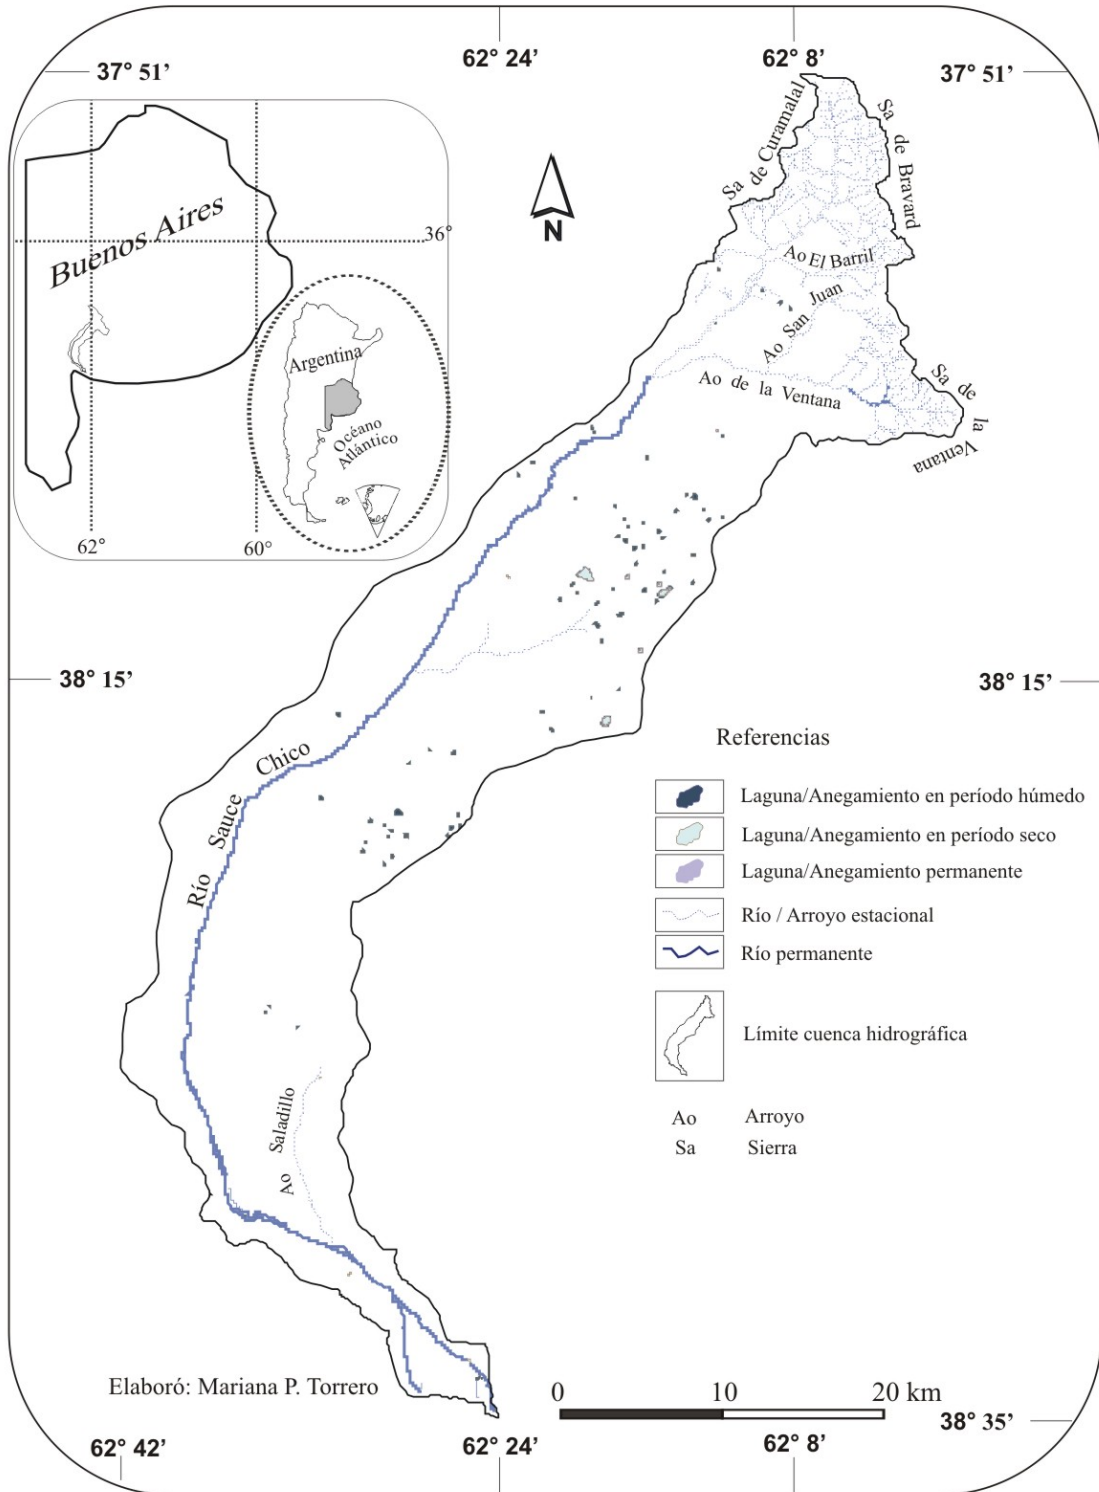 62° 24’
62° 8’
37° 51’
37° 51’
Sa de Curamalal
Sa de Bravard
Buenos Aires
36°
N
Ao El Barril
Ao San Juan
Argentina
Ao de la Ventana
Sa de la Ventana
Océano
Atlántico
62°
60°
38° 15’
38° 15’
Río Sauce Chico
Referencias
Laguna/Anegamiento en período húmedo
Laguna/Anegamiento en período seco
Laguna/Anegamiento permanente
Río / Arroyo estacional
Río permanente
Límite cuenca hidrográfica
Ao Arroyo
Sa Sierra
Ao Saladillo
Elaboró: Mariana P. Torrero
0 10 20 km
38° 35’
62° 42’
62° 24’
62° 8’